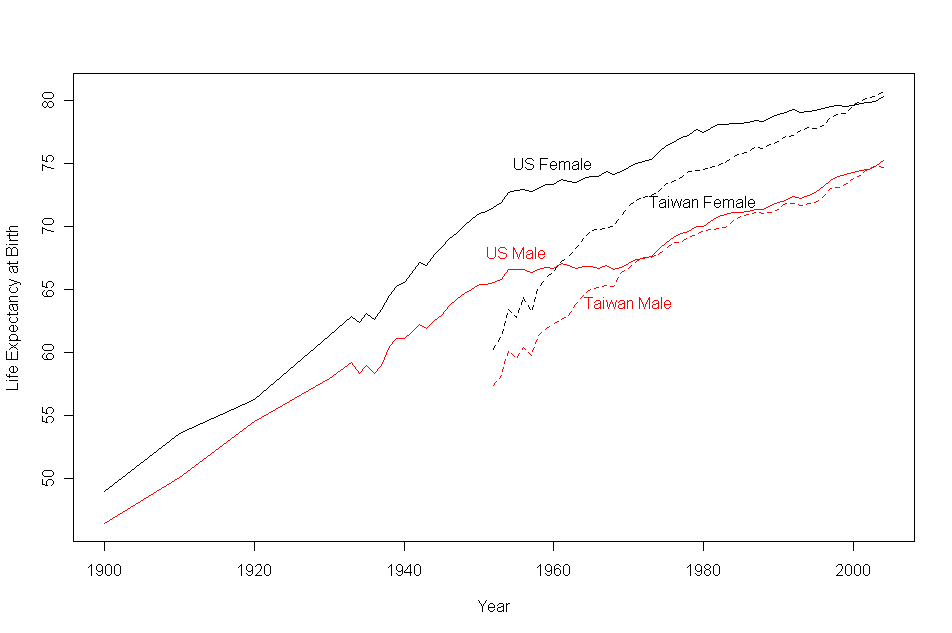 Life Expectancy at Birth
80
75
70
65
60
55
50
US Female
Taiwan Female
US Male
Taiwan Male
1900 1920 1940 1960 1980 2000
Year